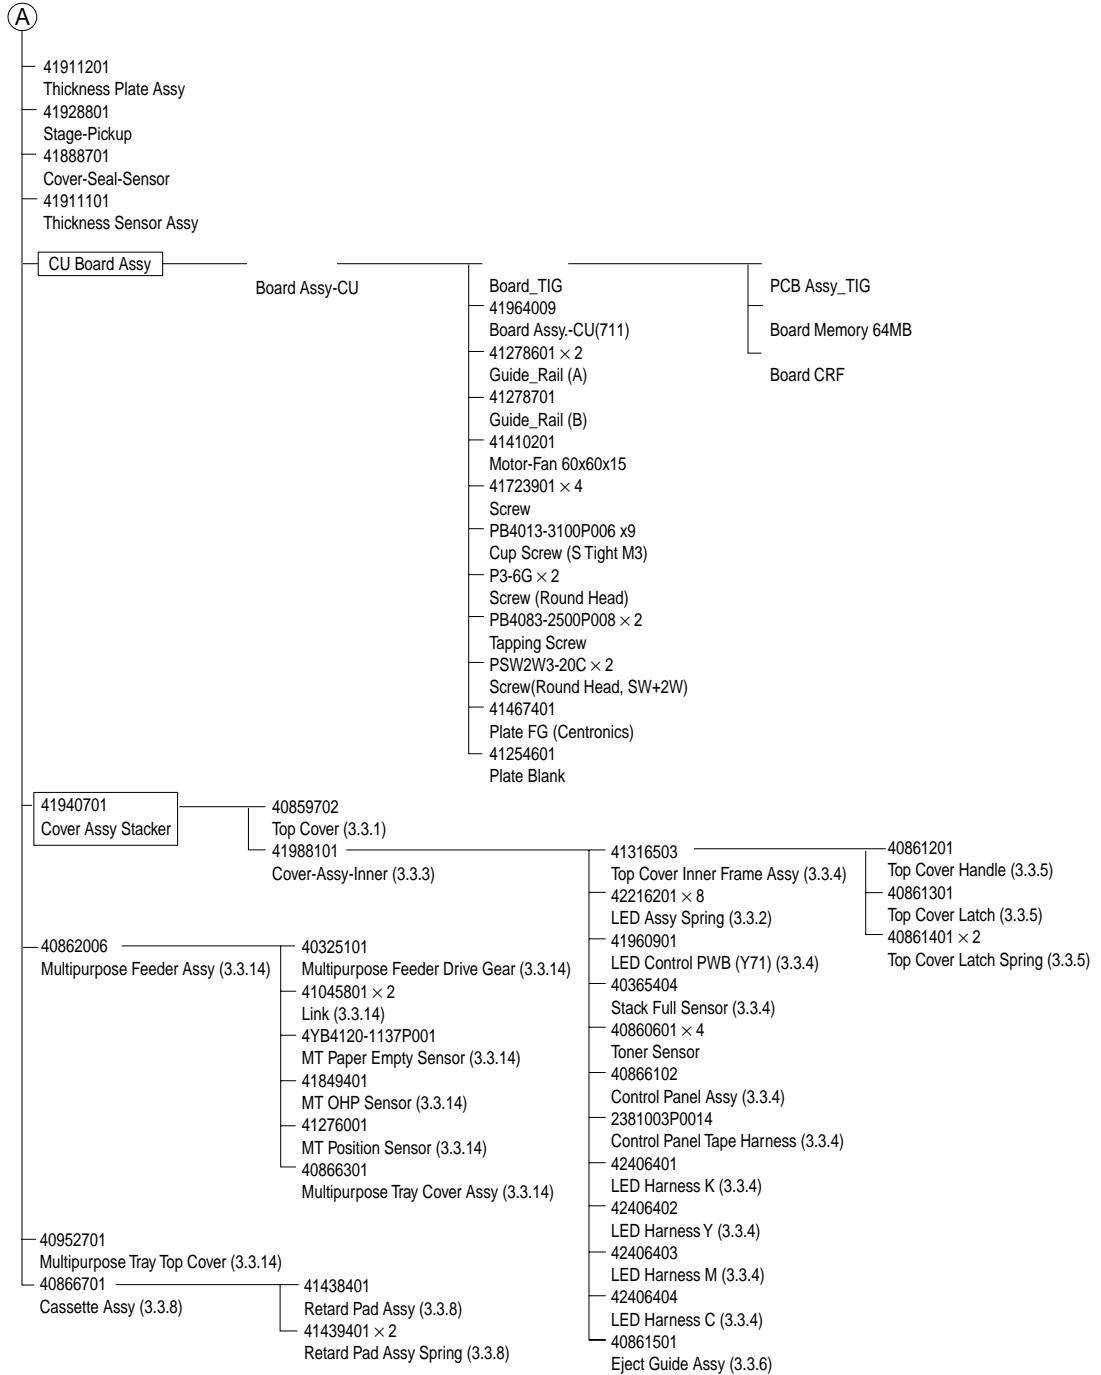 A
41911201
Thickness Plate Assy
41928801
Stage-Pickup
41888701
Cover-Seal-Sensor
41911101
Thickness Sensor Assy
CU Board Assy
Board Assy-CU
Board_TIG
41964009
Board Assy.-CU(711)
41278601 × 2
Guide_Rail (A)
41278701
Guide_Rail (B)
41410201
Motor-Fan 60x60x15
41723901 × 4
Screw
PB4013-3100P006 x9
Cup Screw (S Tight M3)
P3-6G × 2
Screw (Round Head)
PB4083-2500P008 × 2
Tapping Screw
PSW2W3-20C × 2
Screw(Round Head, SW+2W)
41467401
Plate FG (Centronics)
41254601
Plate Blank
PCB Assy_TIG
Board Memory 64MB
Board CRF
41940701
Cover Assy Stacker
40859702
Top Cover (3.3.1)
41988101
Cover-Assy-Inner (3.3.3)
41316503
Top Cover Inner Frame Assy (3.3.4)
42216201 × 8
LED Assy Spring (3.3.2)
41960901
LED Control PWB (Y71) (3.3.4)
40365404
Stack Full Sensor (3.3.4)
40860601 × 4
Toner Sensor
40866102
Control Panel Assy (3.3.4)
2381003P0014
Control Panel Tape Harness (3.3.4)
42406401
LED Harness K (3.3.4)
42406402
LED Harness Y (3.3.4)
42406403
LED Harness M (3.3.4)
42406404
LED Harness C (3.3.4)
40861501
Eject Guide Assy (3.3.6)
40861201
Top Cover Handle (3.3.5)
40861301
Top Cover Latch (3.3.5)
40861401 × 2
Top Cover Latch Spring (3.3.5)
40862006
Multipurpose Feeder Assy (3.3.14)
40325101
Multipurpose Feeder Drive Gear (3.3.14)
41045801 × 2
Link (3.3.14)
4YB4120-1137P001
MT Paper Empty Sensor (3.3.14)
41849401
MT OHP Sensor (3.3.14)
41276001
MT Position Sensor (3.3.14)
40866301
Multipurpose Tray Cover Assy (3.3.14)
40952701
Multipurpose Tray Top Cover (3.3.14)
40866701
Cassette Assy (3.3.8)
41438401
Retard Pad Assy (3.3.8)
41439401 × 2
Retard Pad Assy Spring (3.3.8)